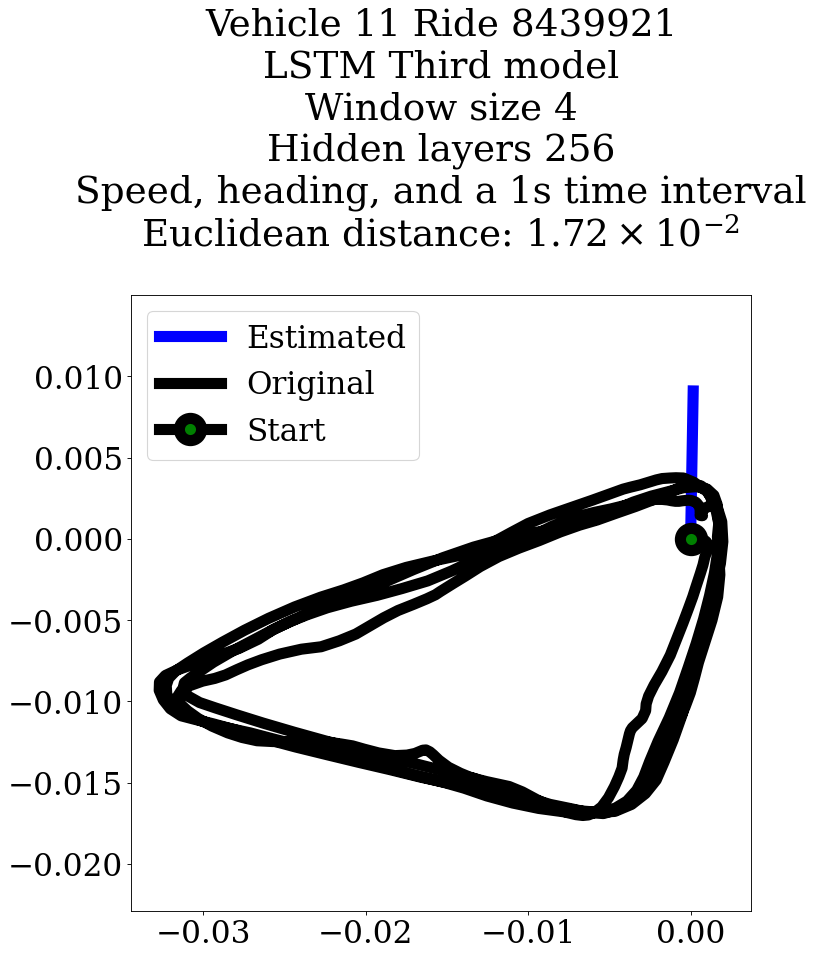 Vehicle 11 Ride 8439921
LSTM Third model
Window size 4
Hidden layers 256
Speed, heading, and a 1s time interval
Euclidean distance: 1.72 × 10⁻²
Estimated
Original
Start
0.010
0.005
0.000
−0.005
−0.010
−0.015
−0.020
−0.03 −0.02 −0.01 0.00